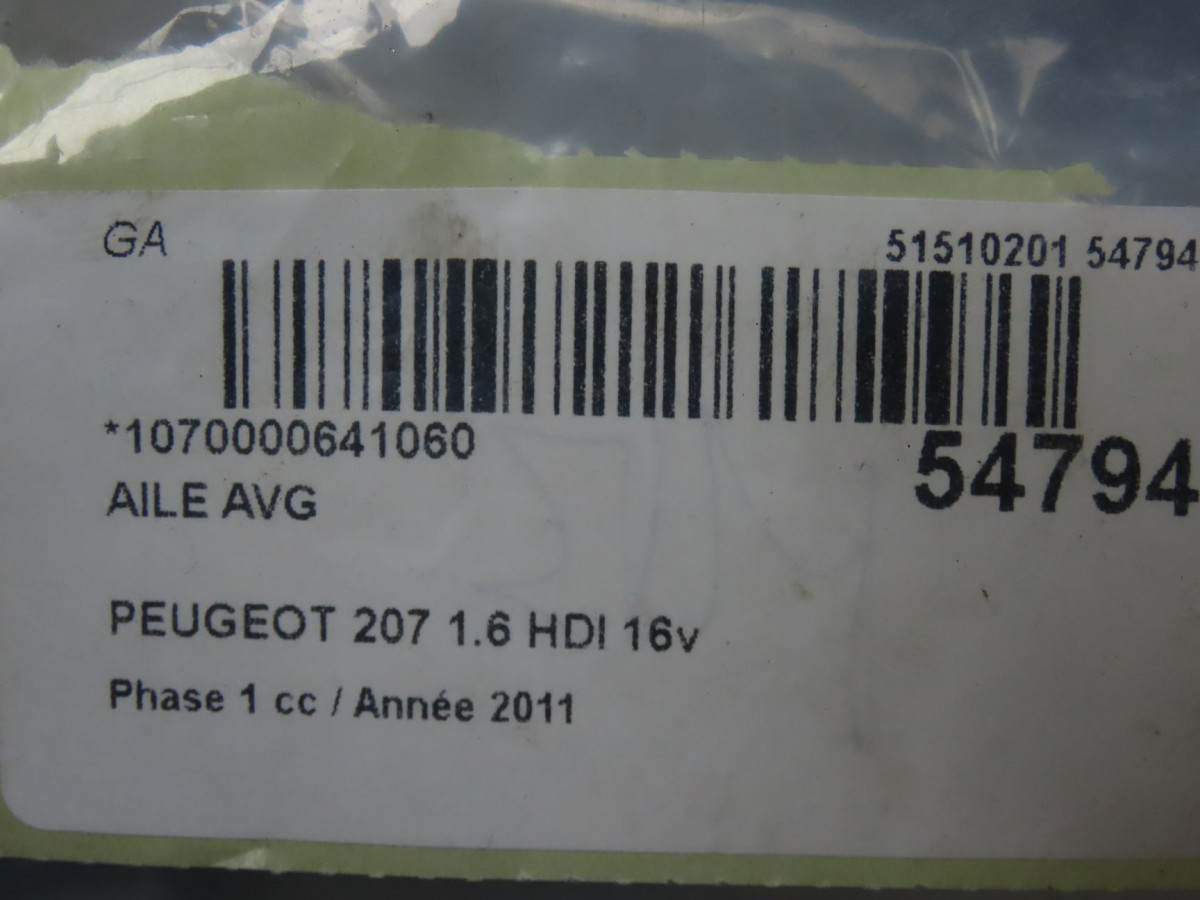 GA
51510201 54794
*1070000641060
54794
AILE AVG
PEUGEOT 207 1.6 HDI 16v
Phase 1 cc / Année 2011